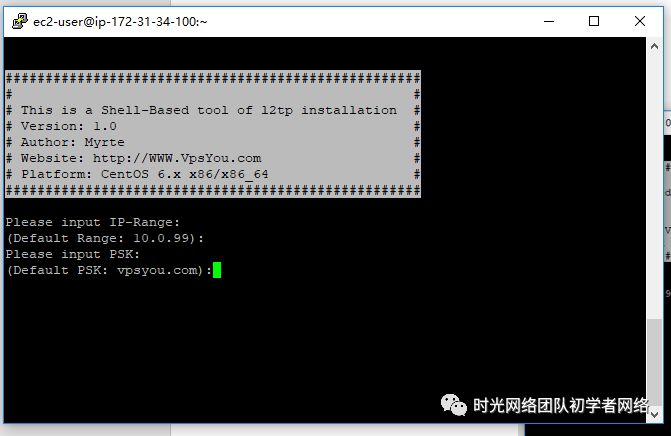 ec2-user@ip-172-31-34-100:~
####################################################
# #
# This is a Shell-Based tool of l2tp installation #
# Version: 1.0 #
# Author: Myrte #
# Website: http://WWW.VpsYou.com #
# Platform: CentOS 6.x x86/x86_64 #
####################################################
Please input IP-Range:
(Default Range: 10.0.99):
Please input PSK:
(Default PSK: vpsyou.com):
时光网络团队初学者网络